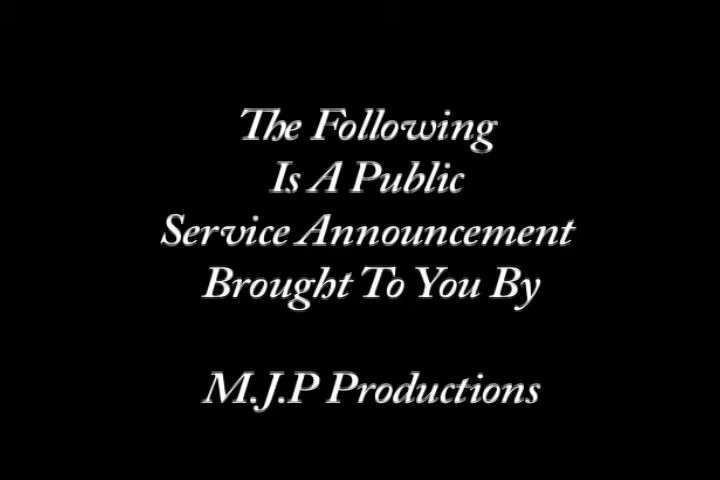 The Following
Is A Public
Service Announcement
Brought To You By
M.J.P Productions